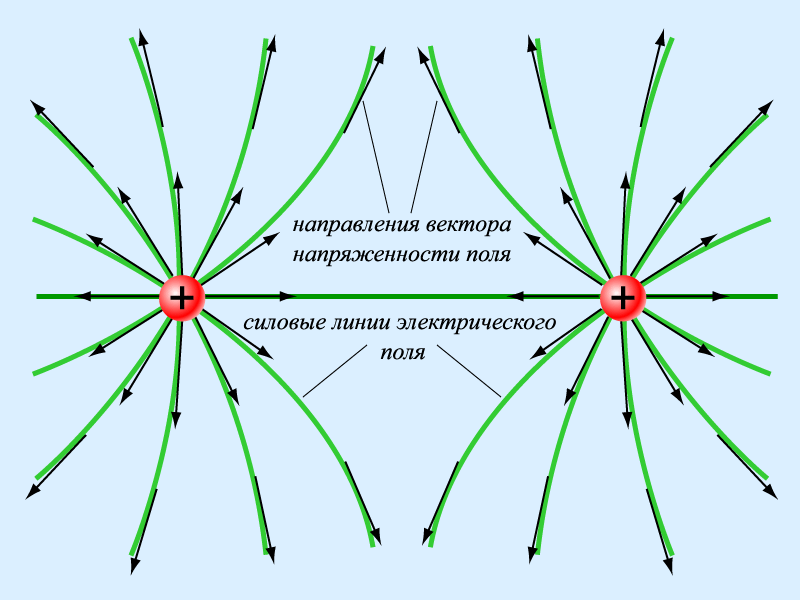 направления вектора
напряженности поля
+
+
силовые линии электрического
поля